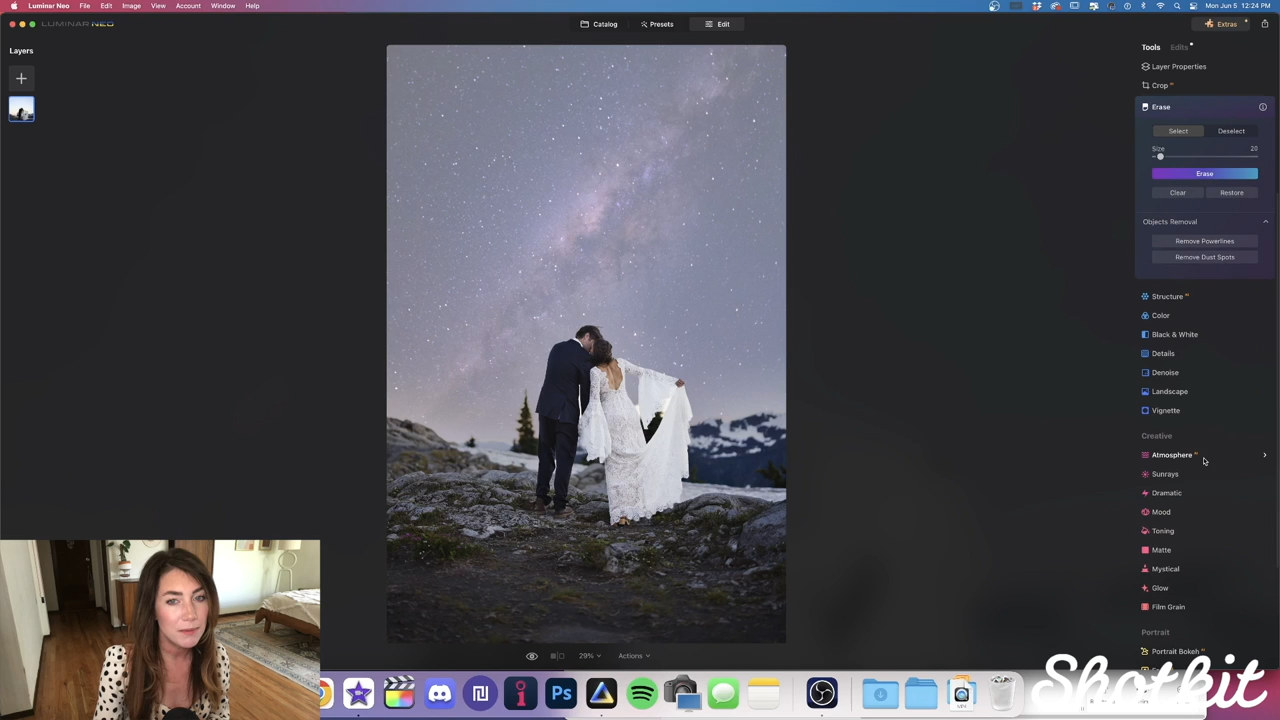 Luminar Neo File Edit Image View Account Window Help
Mon Jun 5 12:24 PM
LUMINAR NEO
Catalog Presets Edit
Extras
Layers
Tools Edits
Layer Properties
Crop
Erase
Select Deselect
Size 20
Erase
Clear Restore
Objects Removal
Remove Powerlines
Remove Dust Spots
Structure
Color
Black & White
Details
Denoise
Landscape
Vignette
Creative
Atmosphere
Sunrays
Dramatic
Mood
Toning
Matte
Mystical
Glow
Film Grain
Portrait
Portrait Bokeh
29% Actions
Ps
Shotkit